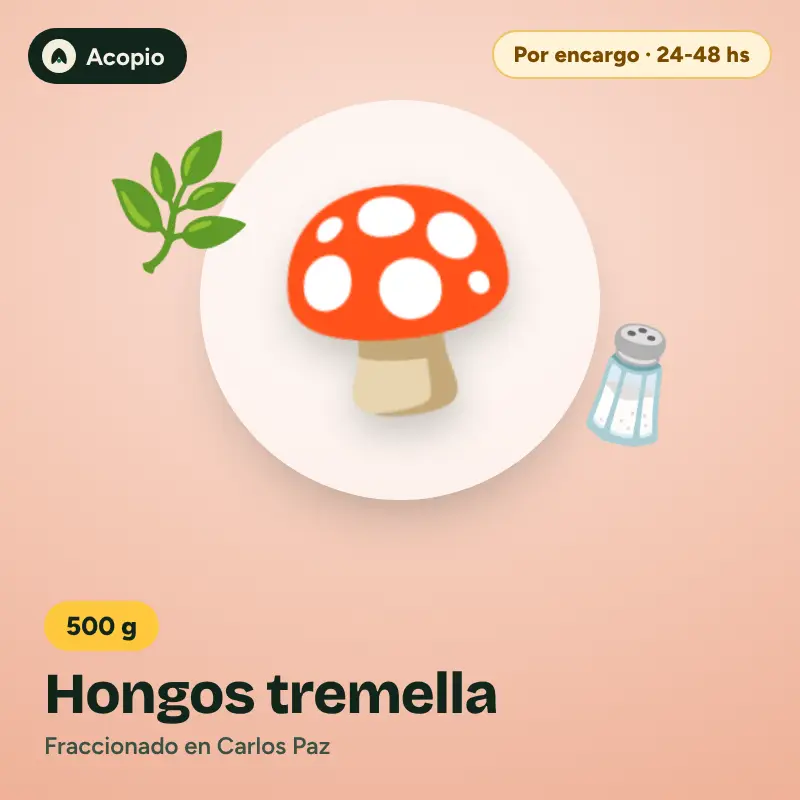 Acopio
Por encargo · 24-48 hs
500 g
Hongos tremella
Fraccionado en Carlos Paz